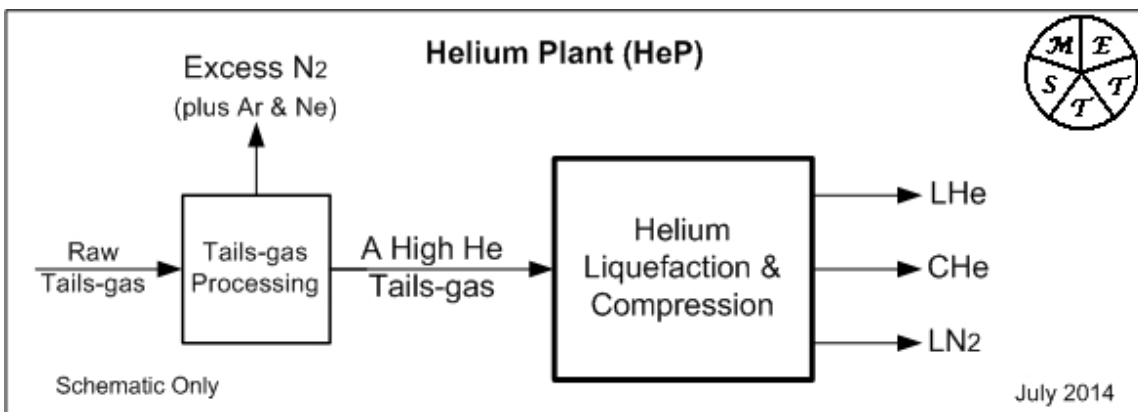 Helium Plant (HeP)
M E
S T
T
Excess N2
(plus Ar & Ne)
Raw
Tails-gas
Tails-gas
Processing
A High He
Tails-gas
Helium
Liquefaction &
Compression
LHe
CHe
LN2
Schematic Only
July 2014